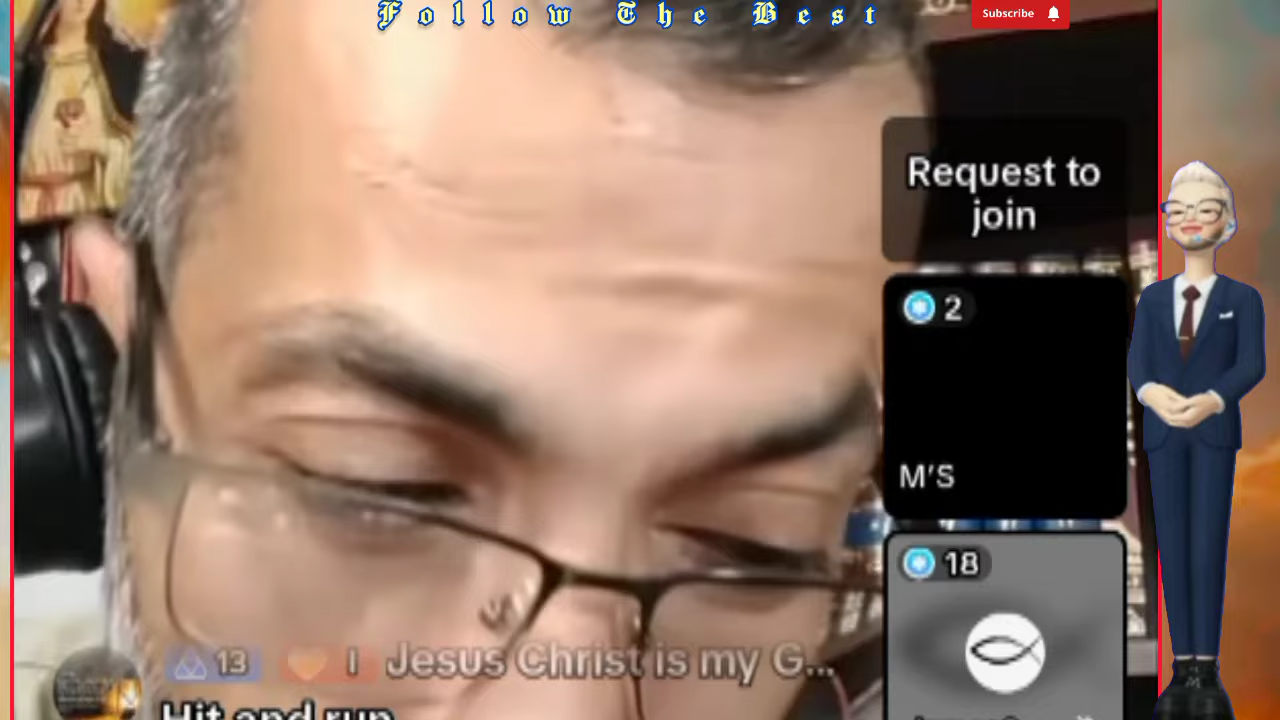 Follow The Best
Subscribe
Request to
join
2
M'S
18
13 I Jesus Christ is my G...
Hit and run